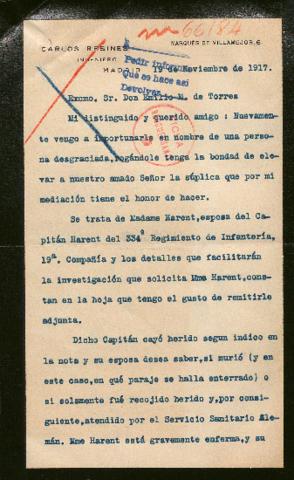 m 66184
CARLOS RESINES
INGENIERO
MARQUÉS DE VILLAMEJOR, 6
MADRID 19 de Noviembre de 1917.
Pedir informe
Que se hace así
Devolver
Exomo. Sr. Don Emilio M. de Torres
Mi distinguido y querido amigo : Nuevamente
vengo a importunarle en nombre de una perso-
na desgraciada, rogándole tenga la bondad de ele-
var a nuestro amado Señor la súplica que por mi
mediación tiene el honor de hacer.
Se trata de Madame Harent, esposa del Ca-
pitán Harent del 334º Regimiento de Infantería,
19ª. Compañía y los detalles que facilitarán
la investigación que solicita Mme Harent, cons-
tan en la hoja que tengo el gusto de remitirle
adjunta.
Dicho Capitán cayó herido segun indico en
la nota y su esposa desea saber, si murió (y en
este caso, en qué paraje se halla enterrado) o
si solamente fué recojido herido y, por consi-
guiente, atendido por el Servicio Sanitario Ale-
mán. Mme Harent está gravemente enferma, y su